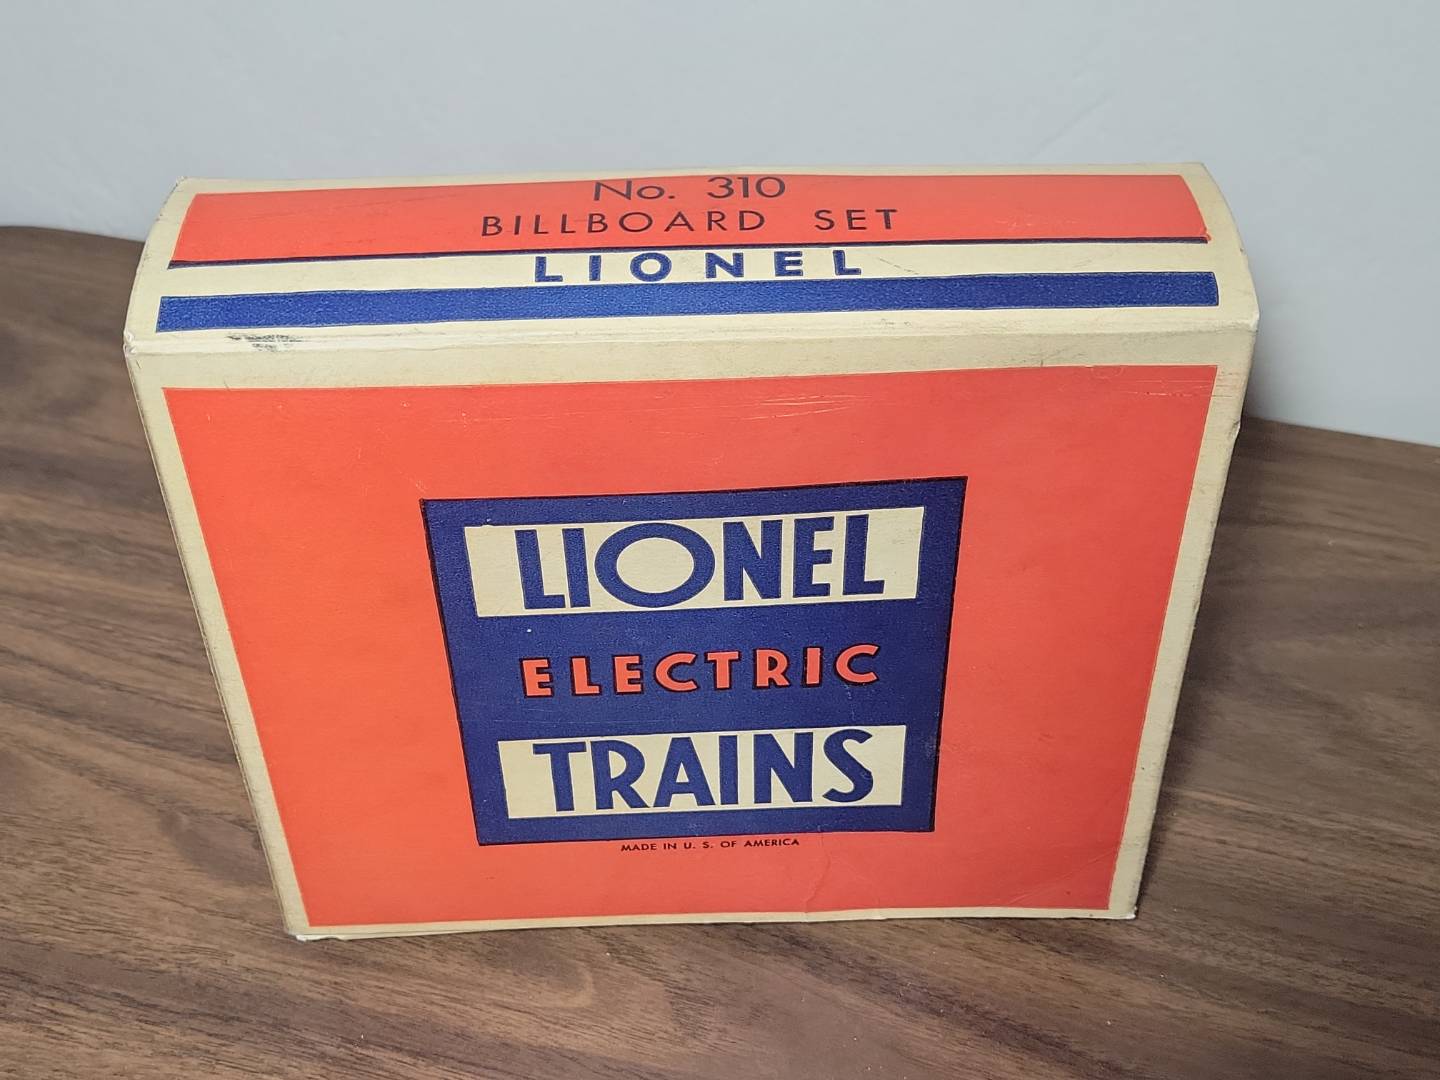 No. 310
BILLBOARD SET
LIONEL
LIONEL
ELECTRIC
TRAINS
MADE IN U. S. OF AMERICA